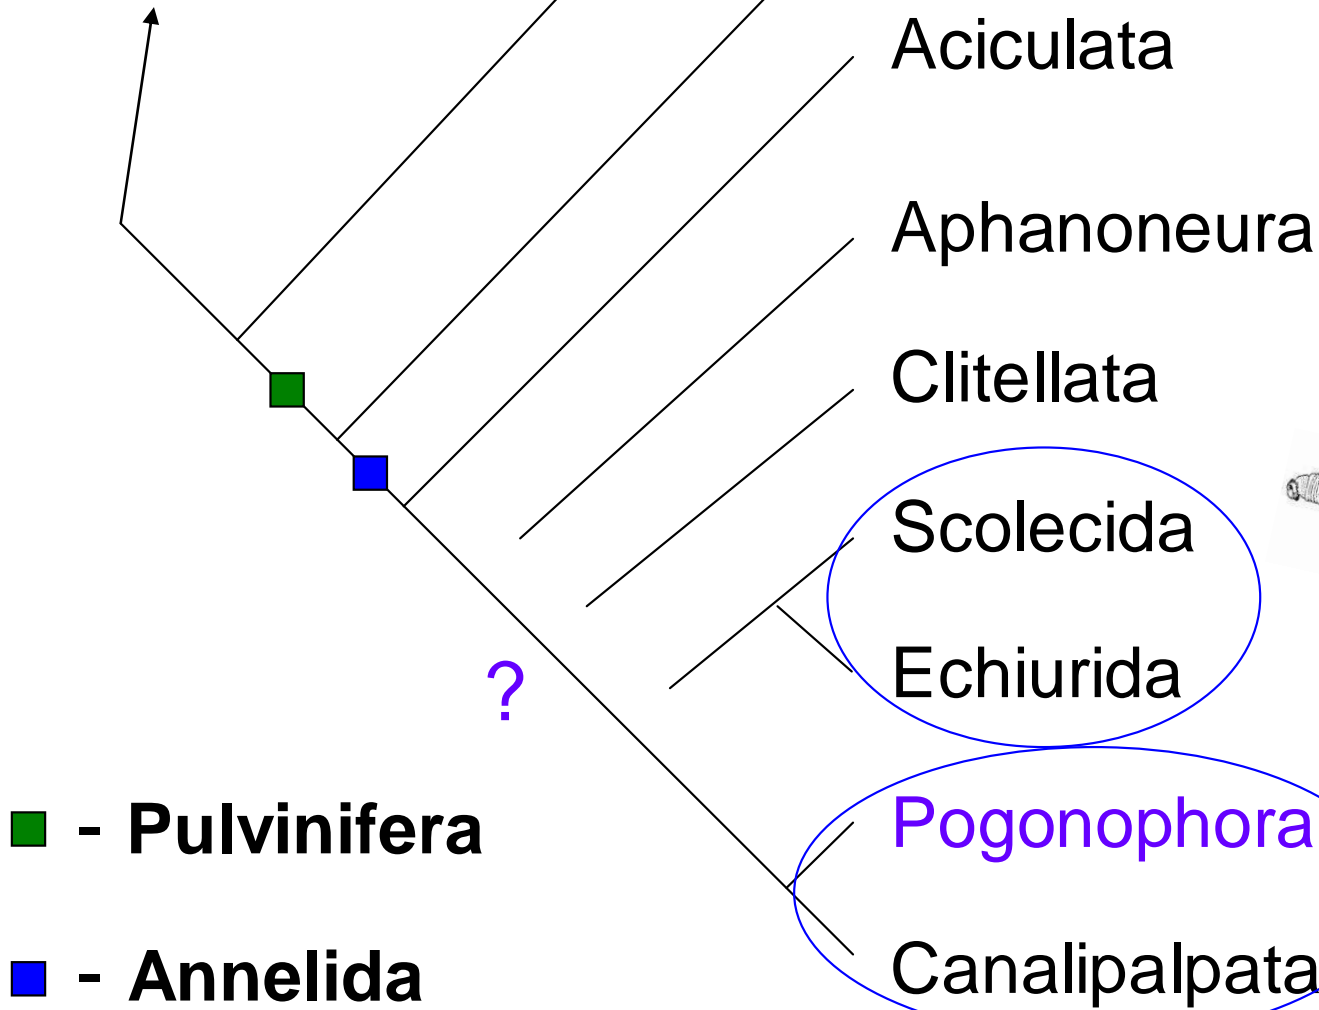 Aciculata
Aphanoneura
Clitellata
Scolecida
Echiurida
?
Pogonophora
- Pulvinifera
Canalipalpata
- Annelida